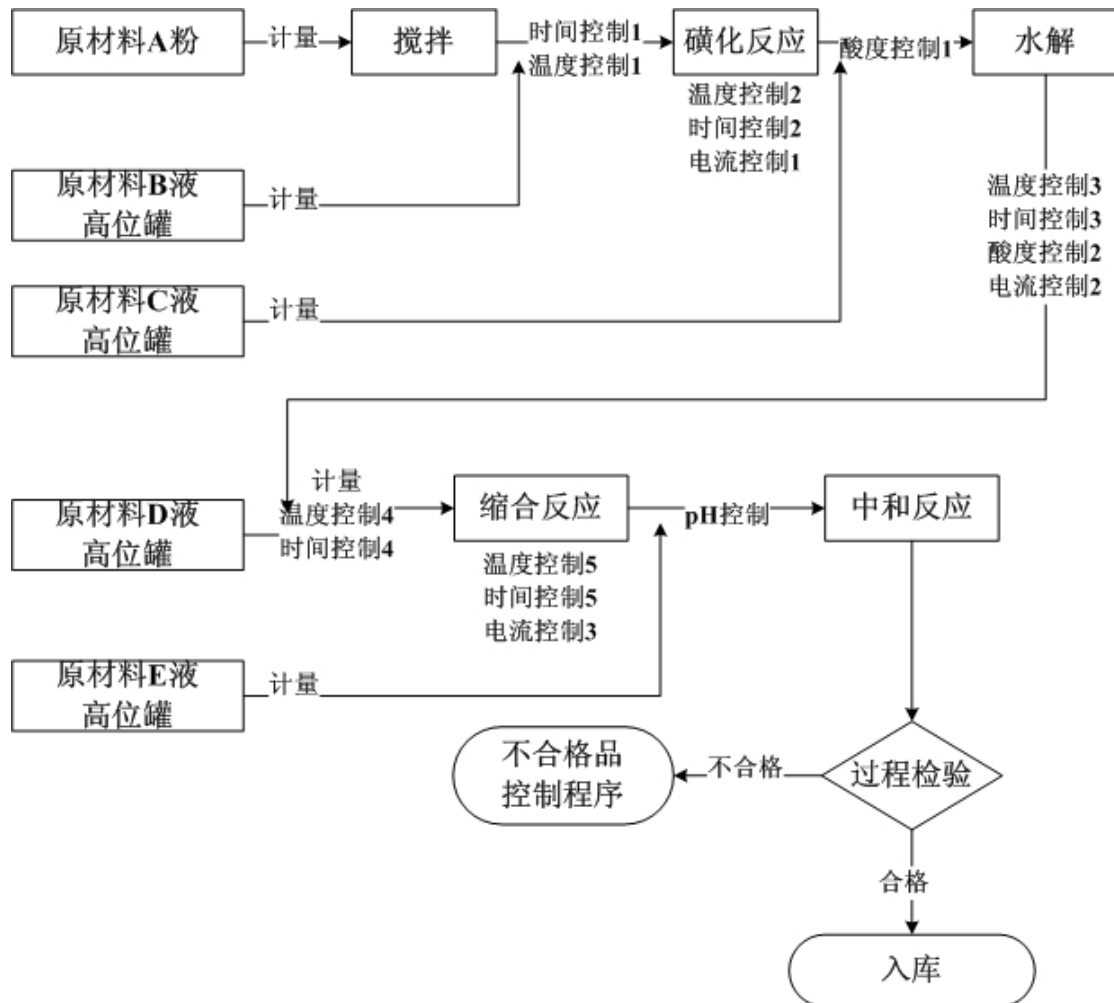 原材料A粉
计量
搅拌
时间控制1
温度控制1
磺化反应
酸度控制1
水解
温度控制2
时间控制2
电流控制1
原材料B液
高位罐
计量
温度控制3
时间控制3
酸度控制2
电流控制2
原材料C液
高位罐
计量
原材料D液
高位罐
计量
温度控制4
时间控制4
缩合反应
pH控制
中和反应
温度控制5
时间控制5
电流控制3
原材料E液
高位罐
计量
不合格品
控制程序
不合格
过程检验
合格
入库